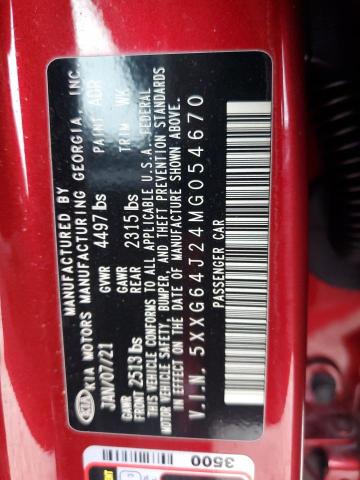 MANUFACTURED BY
KIA KIA MOTORS MANUFACTURING GEORGIA, INC.
JAN/07/21 GVWR 4497 lbs PAINT ADR
GAWR FRONT 2513 lbs GAWR REAR 2315 lbs TRIM WK
THIS VEHICLE CONFORMS TO ALL APPLICABLE U.S.A. FEDERAL
MOTOR VEHICLE SAFETY, BUMPER, AND THEFT PREVENTION STANDARDS
IN EFFECT ON THE DATE OF MANUFACTURE SHOWN ABOVE.
V.I.N. 5XXG64J24MG054670
PASSENGER CAR
3500